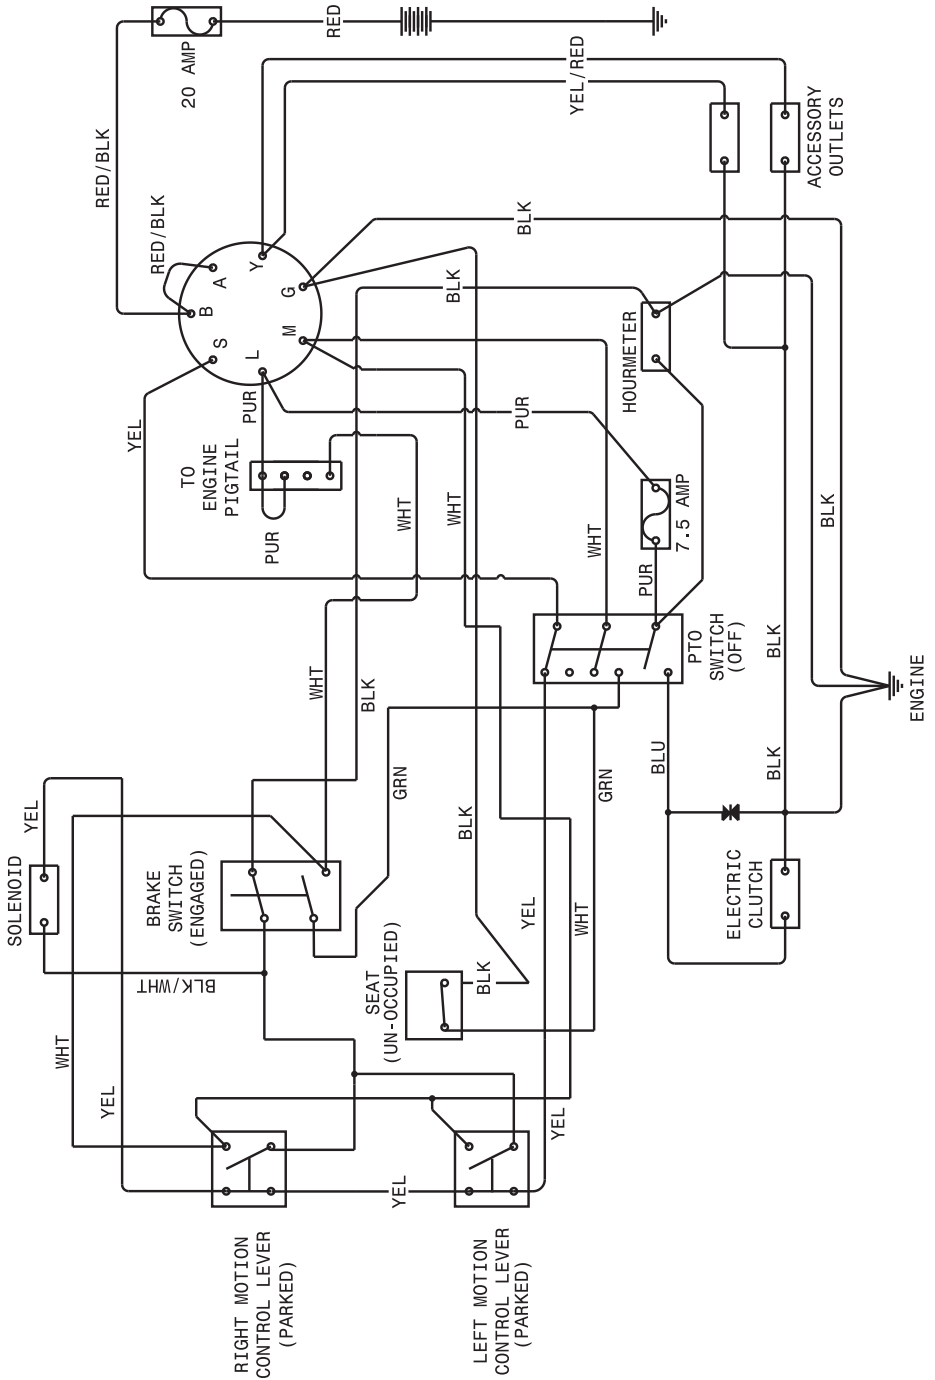 RED
20 AMP
YEL/RED
ACCESSORY
OUTLETS
RED/BLK
RED/BLK
A
Y
B
G
S
L
M
BLK
BLK
HOURMETER
PUR
PUR
YEL
TO
ENGINE
PIGTAIL
PUR
WHT
WHT
WHT
7.5 AMP
PUR
BLK
PTO
SWITCH
(OFF)
BLK
ENGINE
WHT
BLK
GRN
GRN
BLU
BLK
YEL
SOLENOID
BRAKE
SWITCH
(ENGAGED)
BLK
ELECTRIC
CLUTCH
YEL
WHT
BLK/WHT
SEAT
(UN-OCCUPIED)
BLK
WHT
YEL
YEL
YEL
RIGHT MOTION
CONTROL LEVER
(PARKED)
LEFT MOTION
CONTROL LEVER
(PARKED)